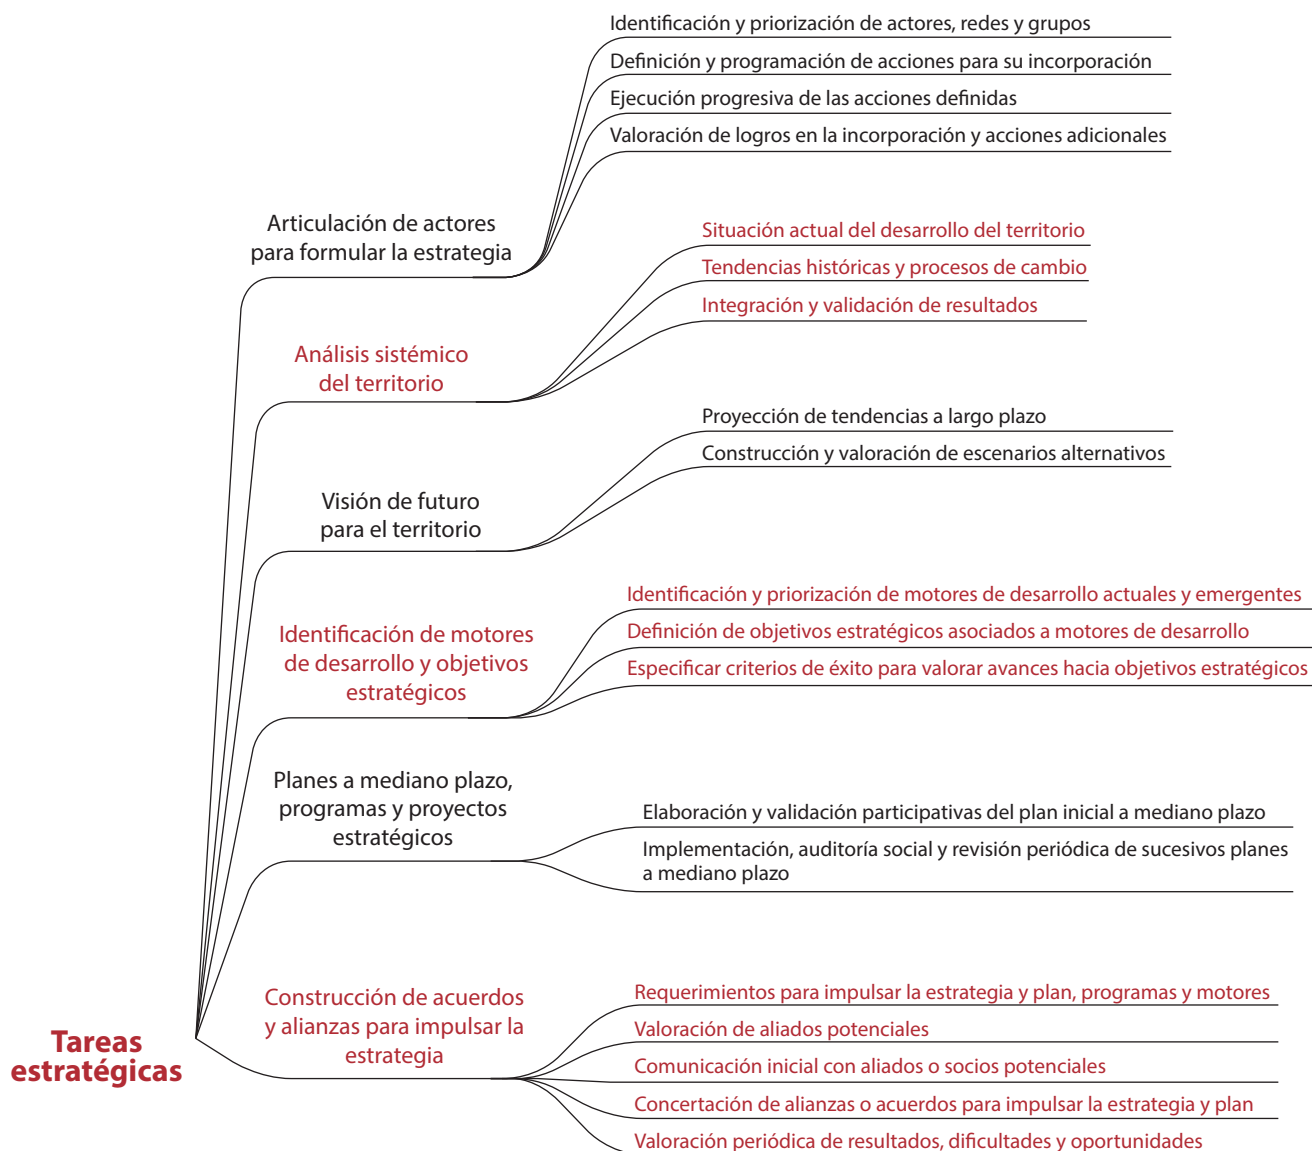 Identificación y priorización de actores, redes y grupos
Definición y programación de acciones para su incorporación
Ejecución progresiva de las acciones definidas
Valoración de logros en la incorporación y acciones adicionales
Articulación de actores
para formular la estrategia
Situación actual del desarrollo del territorio
Tendencias históricas y procesos de cambio
Integración y validación de resultados
Análisis sistémico
del territorio
Proyección de tendencias a largo plazo
Construcción y valoración de escenarios alternativos
Visión de futuro
para el territorio
Identificación y priorización de motores de desarrollo actuales y emergentes
Definición de objetivos estratégicos asociados a motores de desarrollo
Especificar criterios de éxito para valorar avances hacia objetivos estratégicos
Identificación de motores
de desarrollo y objetivos
estratégicos
Planes a mediano plazo,
programas y proyectos
estratégicos
Elaboración y validación participativas del plan inicial a mediano plazo
Implementación, auditoría social y revisión periódica de sucesivos planes
a mediano plazo
Construcción de acuerdos
y alianzas para impulsar la
estrategia
Requerimientos para impulsar la estrategia y plan, programas y motores
Valoración de aliados potenciales
Comunicación inicial con aliados o socios potenciales
Concertación de alianzas o acuerdos para impulsar la estrategia y plan
Valoración periódica de resultados, dificultades y oportunidades
Tareas
estratégicas